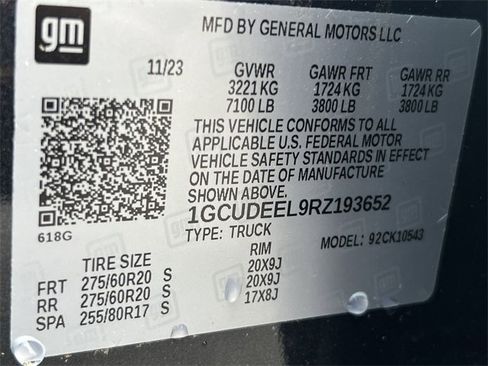 gm
MFD BY GENERAL MOTORS LLC
11/23 GVWR GAWR FRT GAWR RR
3221 KG 1724 KG 1724 KG
7100 LB 3800 LB 3800 LB
THIS VEHICLE CONFORMS TO ALL
APPLICABLE U.S. FEDERAL MOTOR
VEHICLE SAFETY STANDARDS IN EFFECT
ON THE DATE OF MANUFACTURE
SHOWN ABOVE.
1GCUDEEL9RZ193652
618G
TYPE: TRUCK MODEL: 92CK10543
TIRE SIZE RIM
FRT 275/60R20 S 20X9J
RR 275/60R20 S 20X9J
SPA 255/80R17 S 17X8J